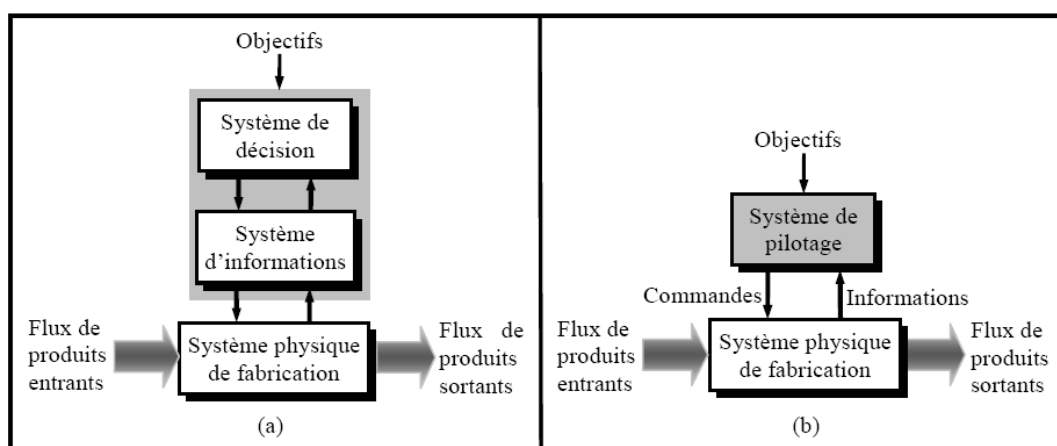 Objectifs
Système de
décision
Système
d’informations
Flux de
produits
entrants
Système physique
de fabrication
Flux de
produits
sortants
(a)
Objectifs
Système de
pilotage
Commandes
Informations
Flux de
produits
entrants
Système physique
de fabrication
Flux de
produits
sortants
(b)